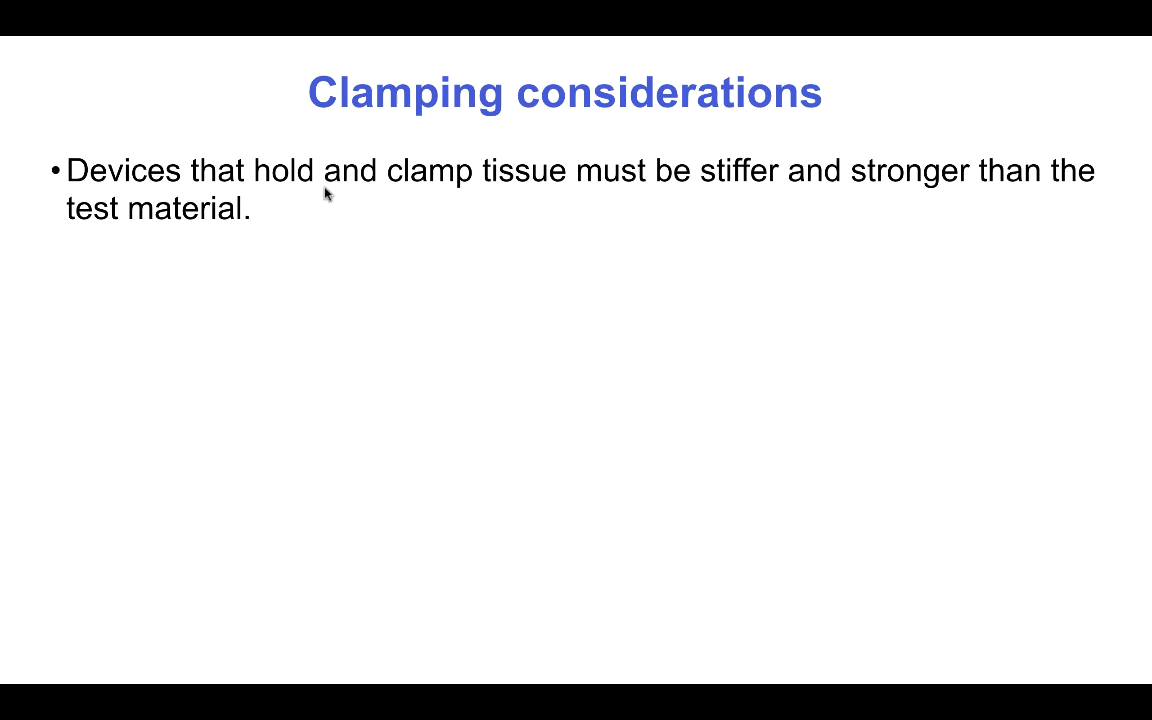 Clamping considerations
•Devices that hold and clamp tissue must be stiffer and stronger than the
test material.